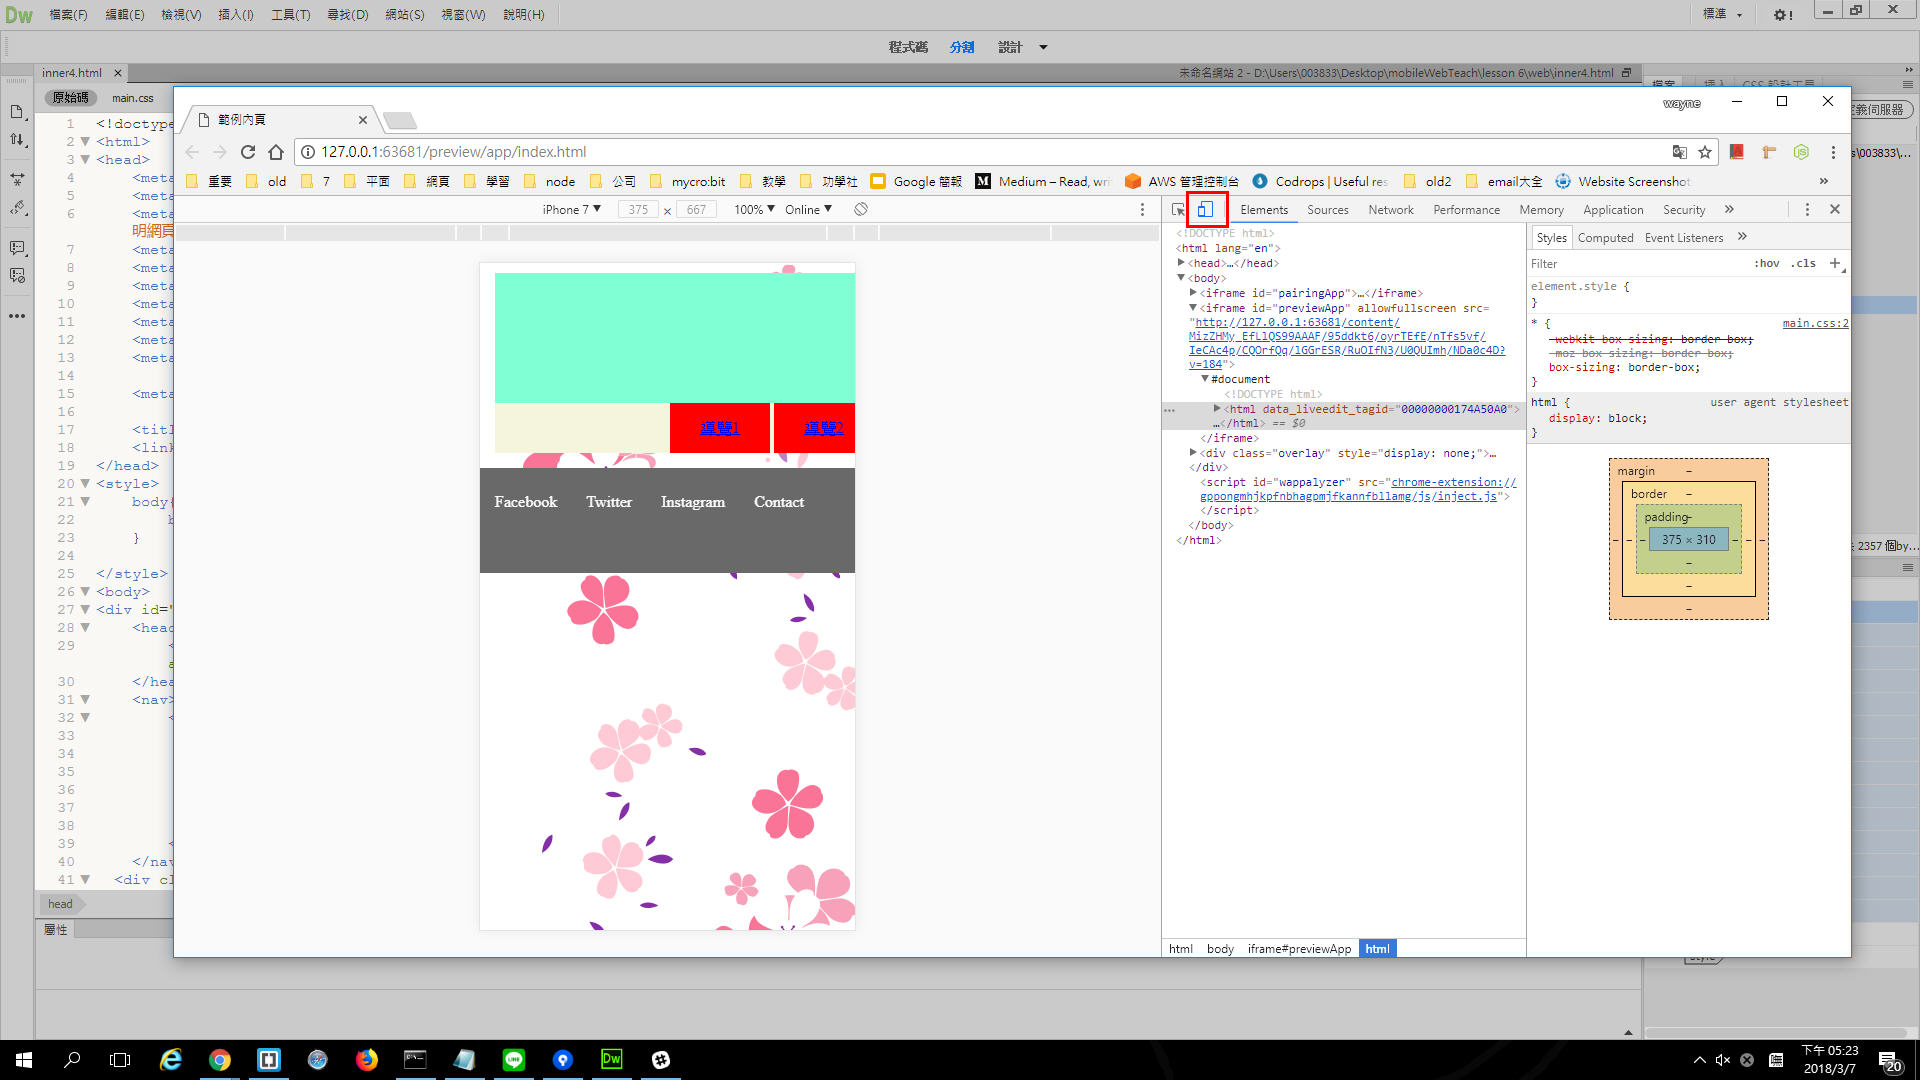 Dw 檔案(F) 編輯(E) 檢視(V) 插入(I) 工具(T) 尋找(D) 網站(S) 視窗(W) 說明(H) 標準
程式碼 分割 設計
inner4.html × 未命名網站 2 - D:\Users\003833\Desktop\mobileWebTeach\lesson 6\web\inner4.html
原始碼 main.css
wayne
範例內頁
127.0.0.1:63681/preview/app/index.html
重要 old 7 平面 網頁 學習 node 公司 mycro:bit 教學 功學社 Google 簡報 Medium – Read, wri AWS 管理控制台 Codrops | Useful res old2 email大全 Website Screenshot »
iPhone 7 ▼ 375 × 667 100% ▼ Online ▼
Elements Sources Network Performance Memory Application Security »
1 <!doctype
2 <html>
3 <head>
4 <meta
5 <meta
6 <meta
明網頁
7 <meta
8 <meta
9 <meta
10 <meta
11 <meta
12 <meta
13 <meta
14
15 <meta
16
17 <titl
18 <link
19 </head>
20 <style>
21 body{
22 b
23 }
24
25 </style>
26 <body>
27 <div id="
28 <head
29 <
a
30 </hea
31 <nav>
32 <
33
34
35
36
37
38
39 <
40 </nav
41 <div cl
head
屬性
導覽1 導覽2
Facebook Twitter Instagram Contact
<!DOCTYPE html>
<html lang="en">
<head>…</head>
<body>
<iframe id="pairingApp">…</iframe>
<iframe id="previewApp" allowfullscreen src=
"http://127.0.0.1:63681/content/
MizZHMy_EfLlQS99AAAF/95ddkt6/oyrTEfE/nTfs5vf/
IeCAc4p/CQOrfQq/lGGrESR/RuOIfN3/U0QUImh/NDa0c4D?
v=184">
#document
<!DOCTYPE html>
<html data_liveedit_tagid="00000000174A50A0">
…</html> == $0
</iframe>
<div class="overlay" style="display: none;">…
</div>
<script id="wappalyzer" src="chrome-extension://
gppongmhjkpfnbhagpmjfkannfbllamg/js/inject.js">
</script>
</body>
</html>
html body iframe#previewApp html
Styles Computed Event Listeners »
Filter :hov .cls +
element.style {
}
* { main.css:2
-webkit-box-sizing: border-box;
-moz-box-sizing: border-box;
box-sizing: border-box;
}
html { user agent stylesheet
display: block;
}
margin –
border –
padding –
– – – 375 × 310 – – –
–
–
–
義伺服器
s\003833\...
2357 個by...
下午 05:23
2018/3/7
20